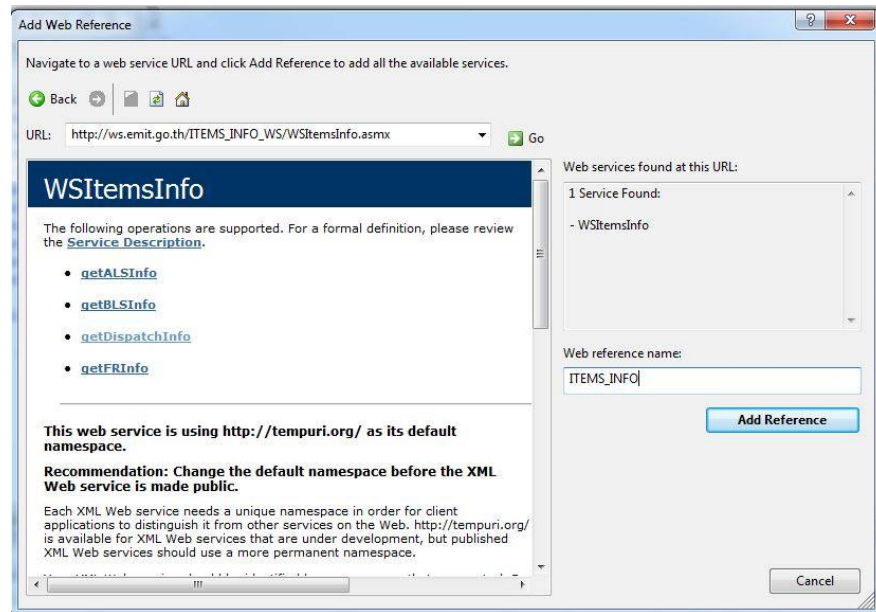 Add Web Reference
Navigate to a web service URL and click Add Reference to add all the available services.
Back
URL: http://ws.emit.go.th/ITEMS_INFO_WS/WSItemsInfo.asmx Go
WSItemsInfo
The following operations are supported. For a formal definition, please review
the Service Description.
• getALSInfo
• getBLSInfo
• getDispatchInfo
• getFRInfo
This web service is using http://tempuri.org/ as its default
namespace.
Recommendation: Change the default namespace before the XML
Web service is made public.
Each XML Web service needs a unique namespace in order for client
applications to distinguish it from other services on the Web. http://tempuri.org/
is available for XML Web services that are under development, but published
XML Web services should use a more permanent namespace.
Web services found at this URL:
1 Service Found:
- WSItemsInfo
Web reference name:
ITEMS_INFO
Add Reference
Cancel